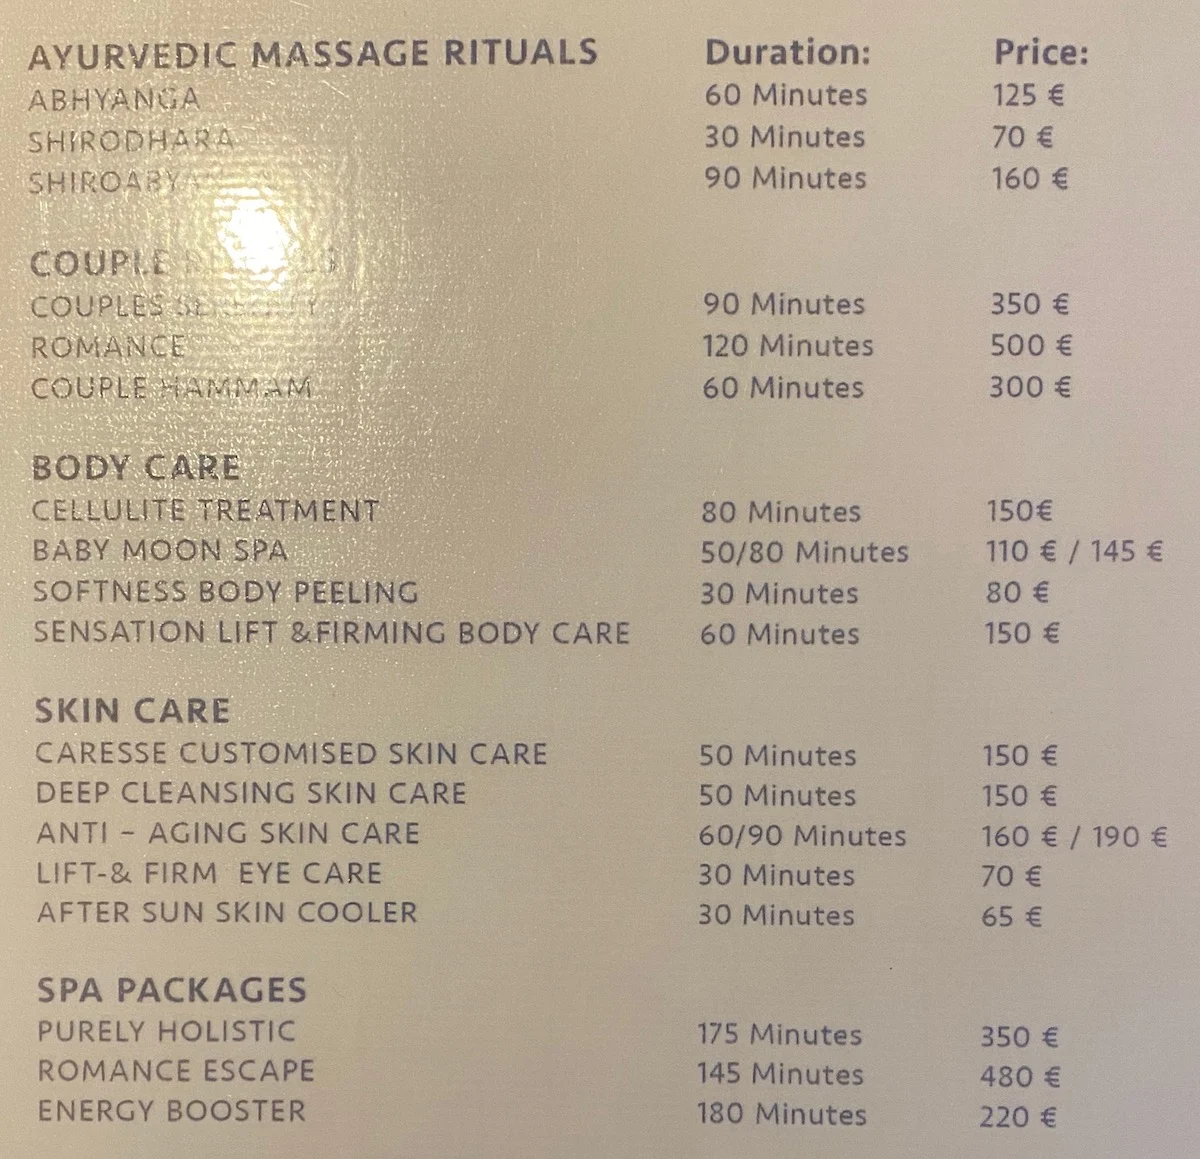 AYURVEDIC MASSAGE RITUALS Duration: Price:
ABHYANGA 60 Minutes 125 €
SHIRODHARA 30 Minutes 70 €
90 Minutes 160 €
COUPLE
COUPLES 90 Minutes 350 €
ROMANCE 120 Minutes 500 €
COUPLE HAMMAM 60 Minutes 300 €
BODY CARE
CELLULITE TREATMENT 80 Minutes 150€
BABY MOON SPA 50/80 Minutes 110 € / 145 €
SOFTNESS BODY PEELING 30 Minutes 80 €
SENSATION LIFT &FIRMING BODY CARE 60 Minutes 150 €
SKIN CARE
CARESSE CUSTOMISED SKIN CARE 50 Minutes 150 €
DEEP CLEANSING SKIN CARE 50 Minutes 150 €
ANTI - AGING SKIN CARE 60/90 Minutes 160 € / 190 €
LIFT-& FIRM EYE CARE 30 Minutes 70 €
AFTER SUN SKIN COOLER 30 Minutes 65 €
SPA PACKAGES
PURELY HOLISTIC 175 Minutes 350 €
ROMANCE ESCAPE 145 Minutes 480 €
ENERGY BOOSTER 180 Minutes 220 €